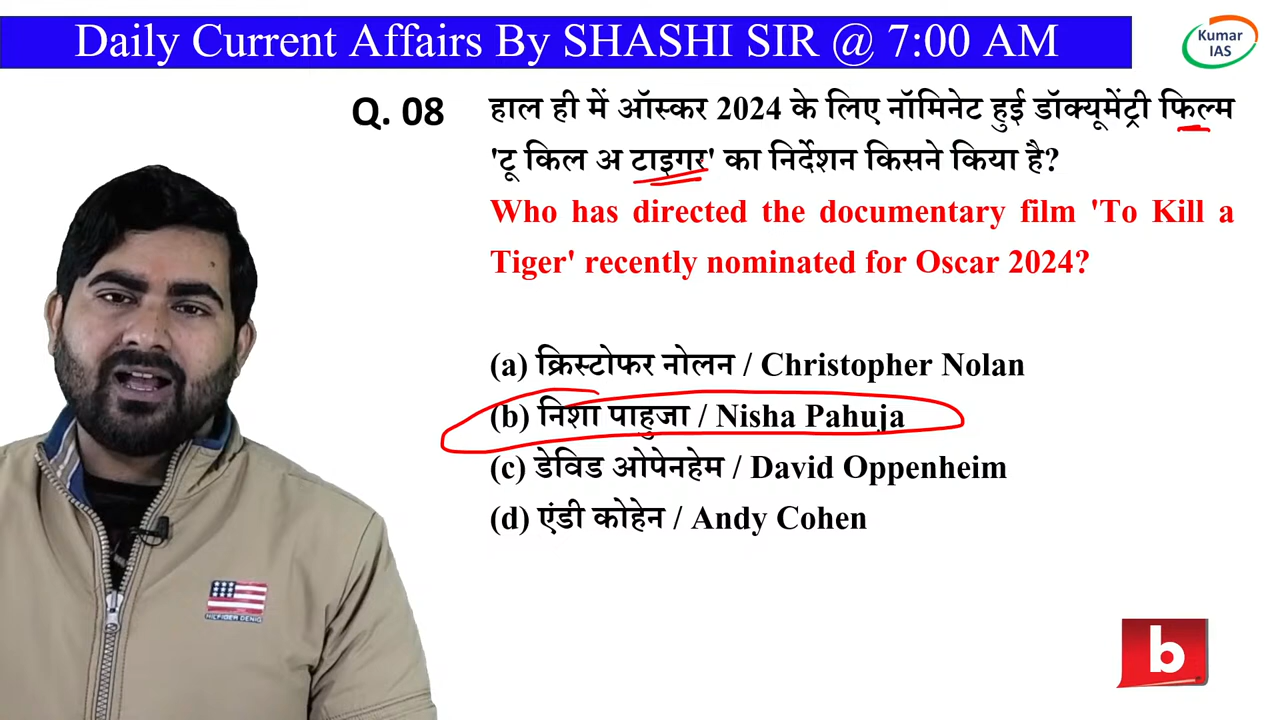 Daily Current Affairs By SHASHI SIR @ 7:00 AM
Kumar
IAS
Q. 08 हाल ही में ऑस्कर 2024 के लिए नॉमिनेट हुई डॉक्यूमेंट्री फिल्म
'टू किल अ टाइगर' का निर्देशन किसने किया है?
Who has directed the documentary film 'To Kill a
Tiger' recently nominated for Oscar 2024?
(a) क्रिस्टोफर नोलन / Christopher Nolan
(b) निशा पाहुजा / Nisha Pahuja
(c) डेविड ओपेनहेम / David Oppenheim
(d) एंडी कोहेन / Andy Cohen
HILFIGER DENIG
b